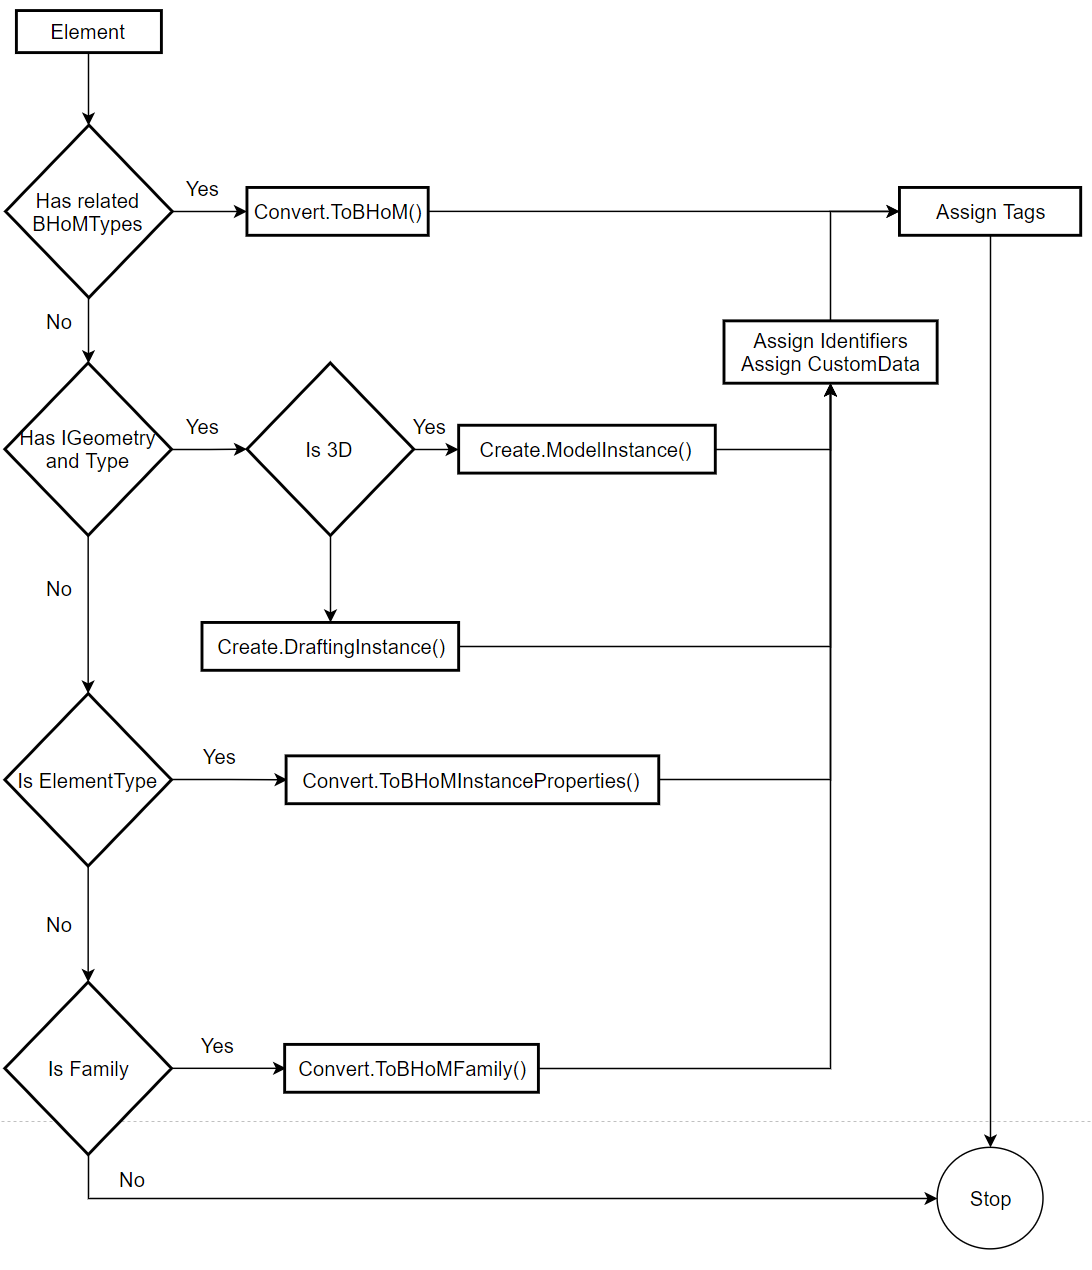 Element
Has related
BHoMTypes
Yes
Convert.ToBHoM()
Assign Tags
No
Assign Identifiers
Assign CustomData
Has IGeometry
and Type
Yes
Is 3D
Yes
Create.ModelInstance()
No
Create.DraftingInstance()
Is ElementType
Yes
Convert.ToBHoMInstanceProperties()
No
Is Family
Yes
Convert.ToBHoMFamily()
No
Stop